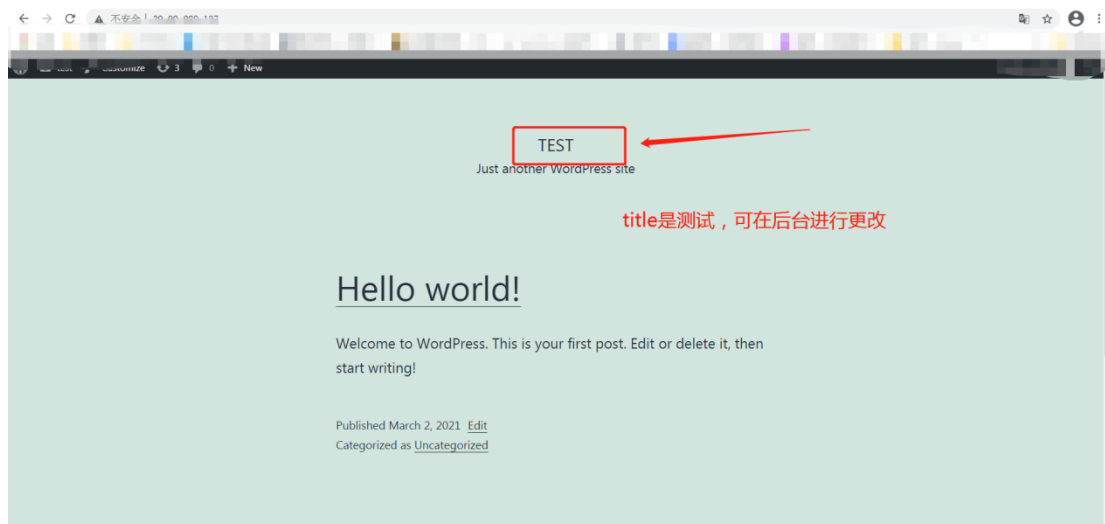 不安全
Customize 3 0 + New
TEST
Just another WordPress site
title是测试，可在后台进行更改
Hello world!
Welcome to WordPress. This is your first post. Edit or delete it, then
start writing!
Published March 2, 2021 Edit
Categorized as Uncategorized